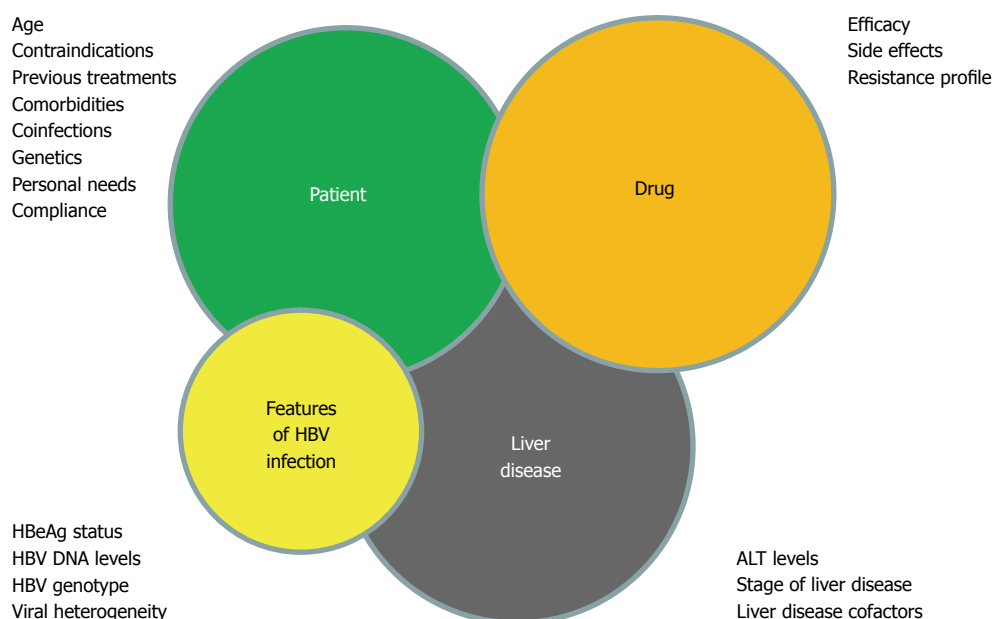 Age
Contraindications
Previous treatments
Comorbidities
Coinfections
Genetics
Personal needs
Compliance
Efficacy
Side effects
Resistance profile
Patient
Drug
Features
of HBV
infection
Liver
disease
HBeAg status
HBV DNA levels
HBV genotype
Viral heterogeneity
ALT levels
Stage of liver disease
Liver disease cofactors